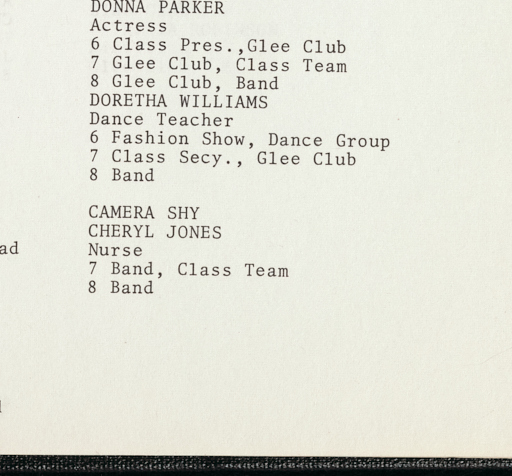 DONNA PARKER
Actress
6 Class Pres.,Glee Club
7 Glee Club, Class Team
8 Glee Club, Band
DORETHA WILLIAMS
Dance Teacher
6 Fashion Show, Dance Group
7 Class Secy., Glee Club
8 Band
CAMERA SHY
CHERYL JONES
Nurse
7 Band, Class Team
8 Band
ad